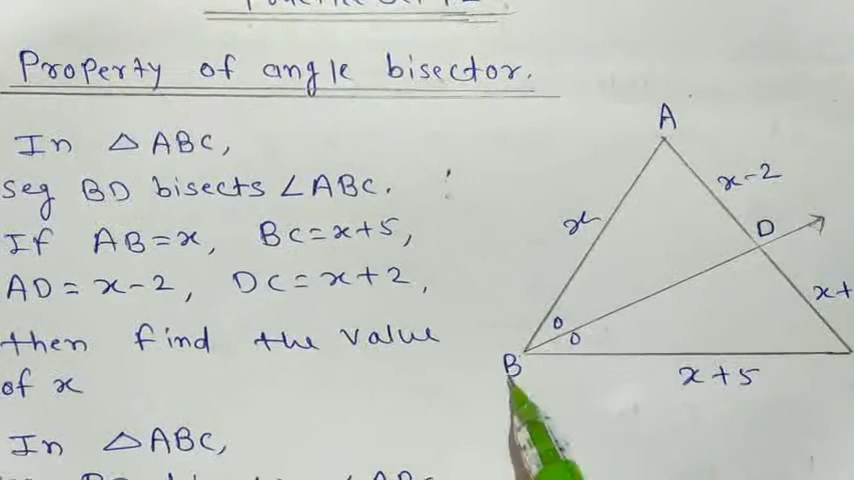 Property of angle bisector.
In △ABC,
seg BD bisects ∠ABC.
If AB=x, BC=x+5,
AD=x-2, DC=x+2,
then find the value
of x
In △ABC,
A
x-2
x
D
x+
B
x+5